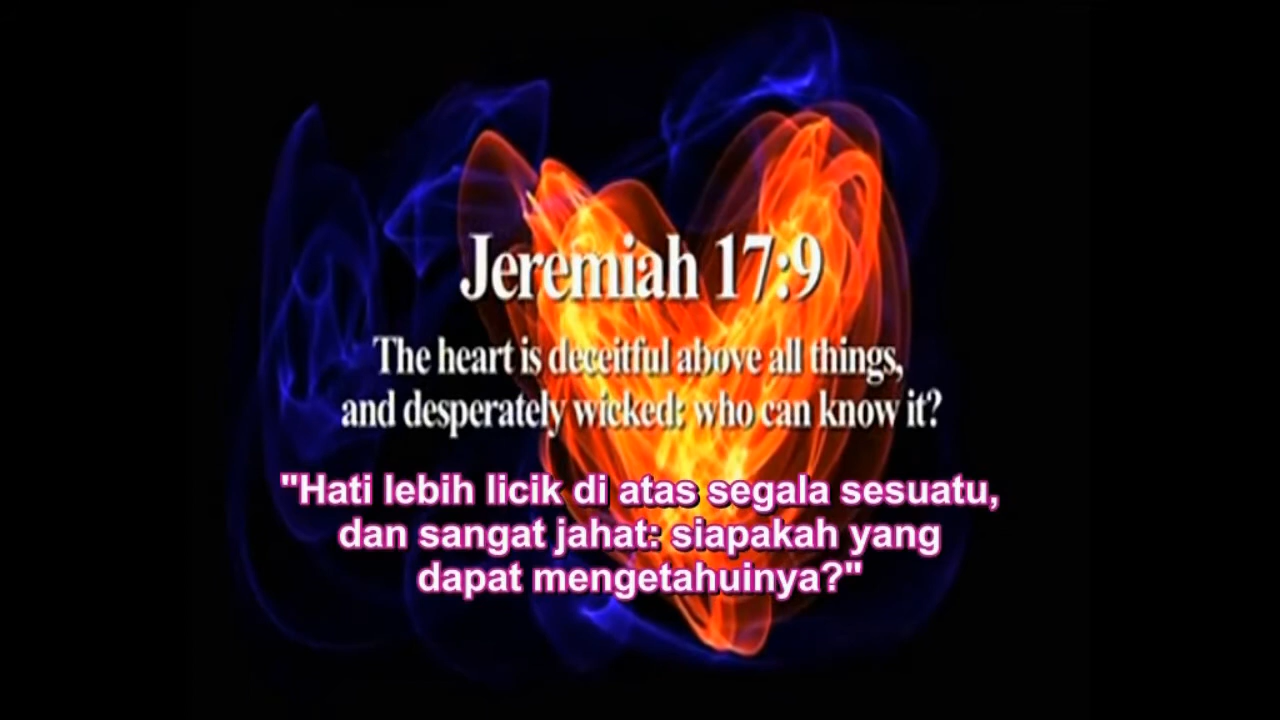 Jeremiah 17:9
The heart is deceitful above all things,
and desperately wicked: who can know it?
"Hati lebih licik di atas segala sesuatu,
dan sangat jahat: siapakah yang
dapat mengetahuinya?"